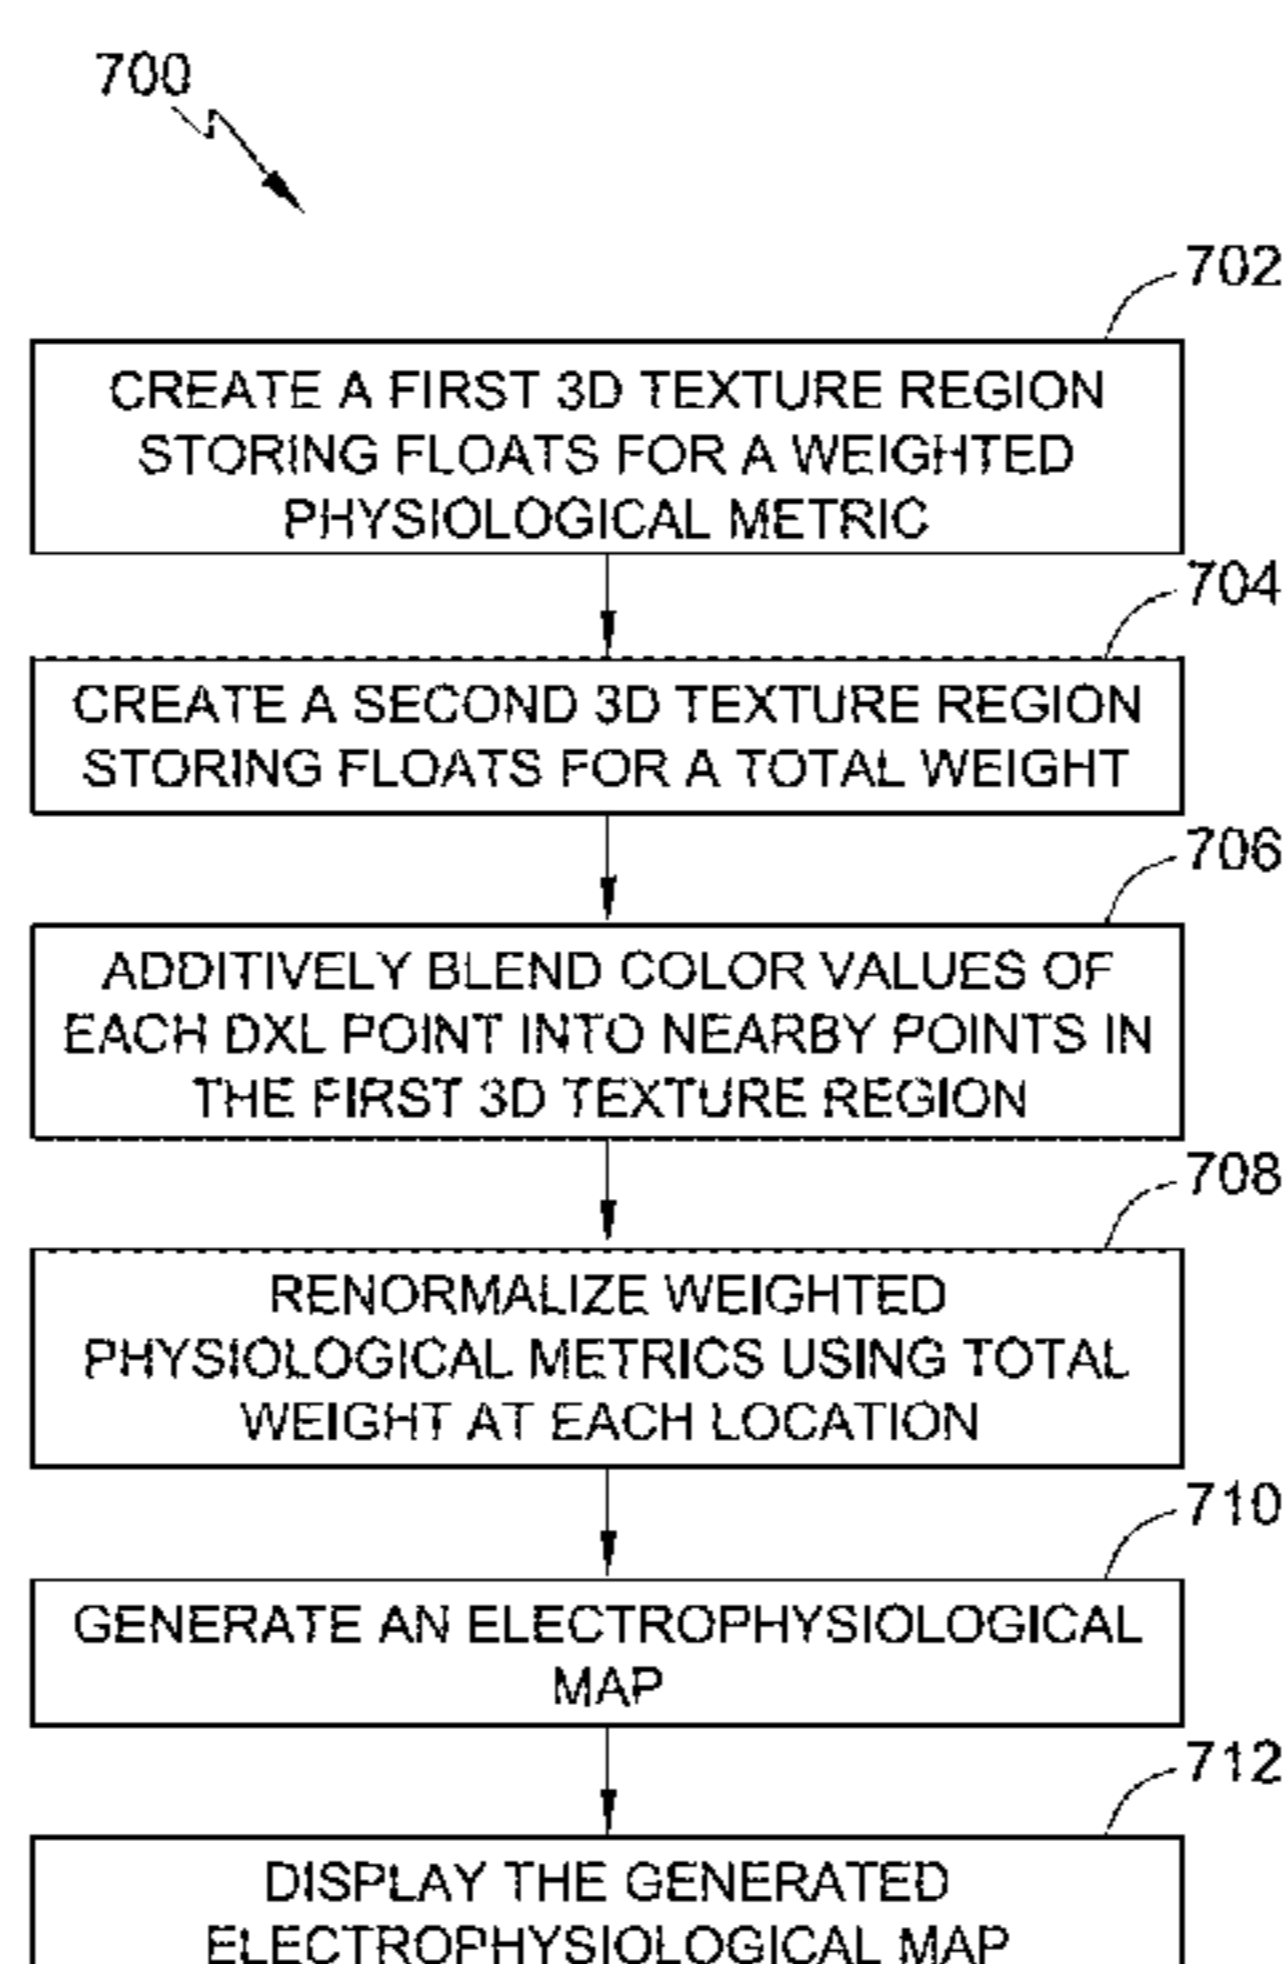 700
702
CREATE A FIRST 3D TEXTURE REGION
STORING FLOATS FOR A WEIGHTED
PHYSIOLOGICAL METRIC
704
CREATE A SECOND 3D TEXTURE REGION
STORING FLOATS FOR A TOTAL WEIGHT
706
ADDITIVELY BLEND COLOR VALUES OF
EACH DXL POINT INTO NEARBY POINTS IN
THE FIRST 3D TEXTURE REGION
708
RENORMALIZE WEIGHTED
PHYSIOLOGICAL METRICS USING TOTAL
WEIGHT AT EACH LOCATION
710
GENERATE AN ELECTROPHYSIOLOGICAL
MAP
712
DISPLAY THE GENERATED
ELECTROPHYSIOLOGICAL MAP